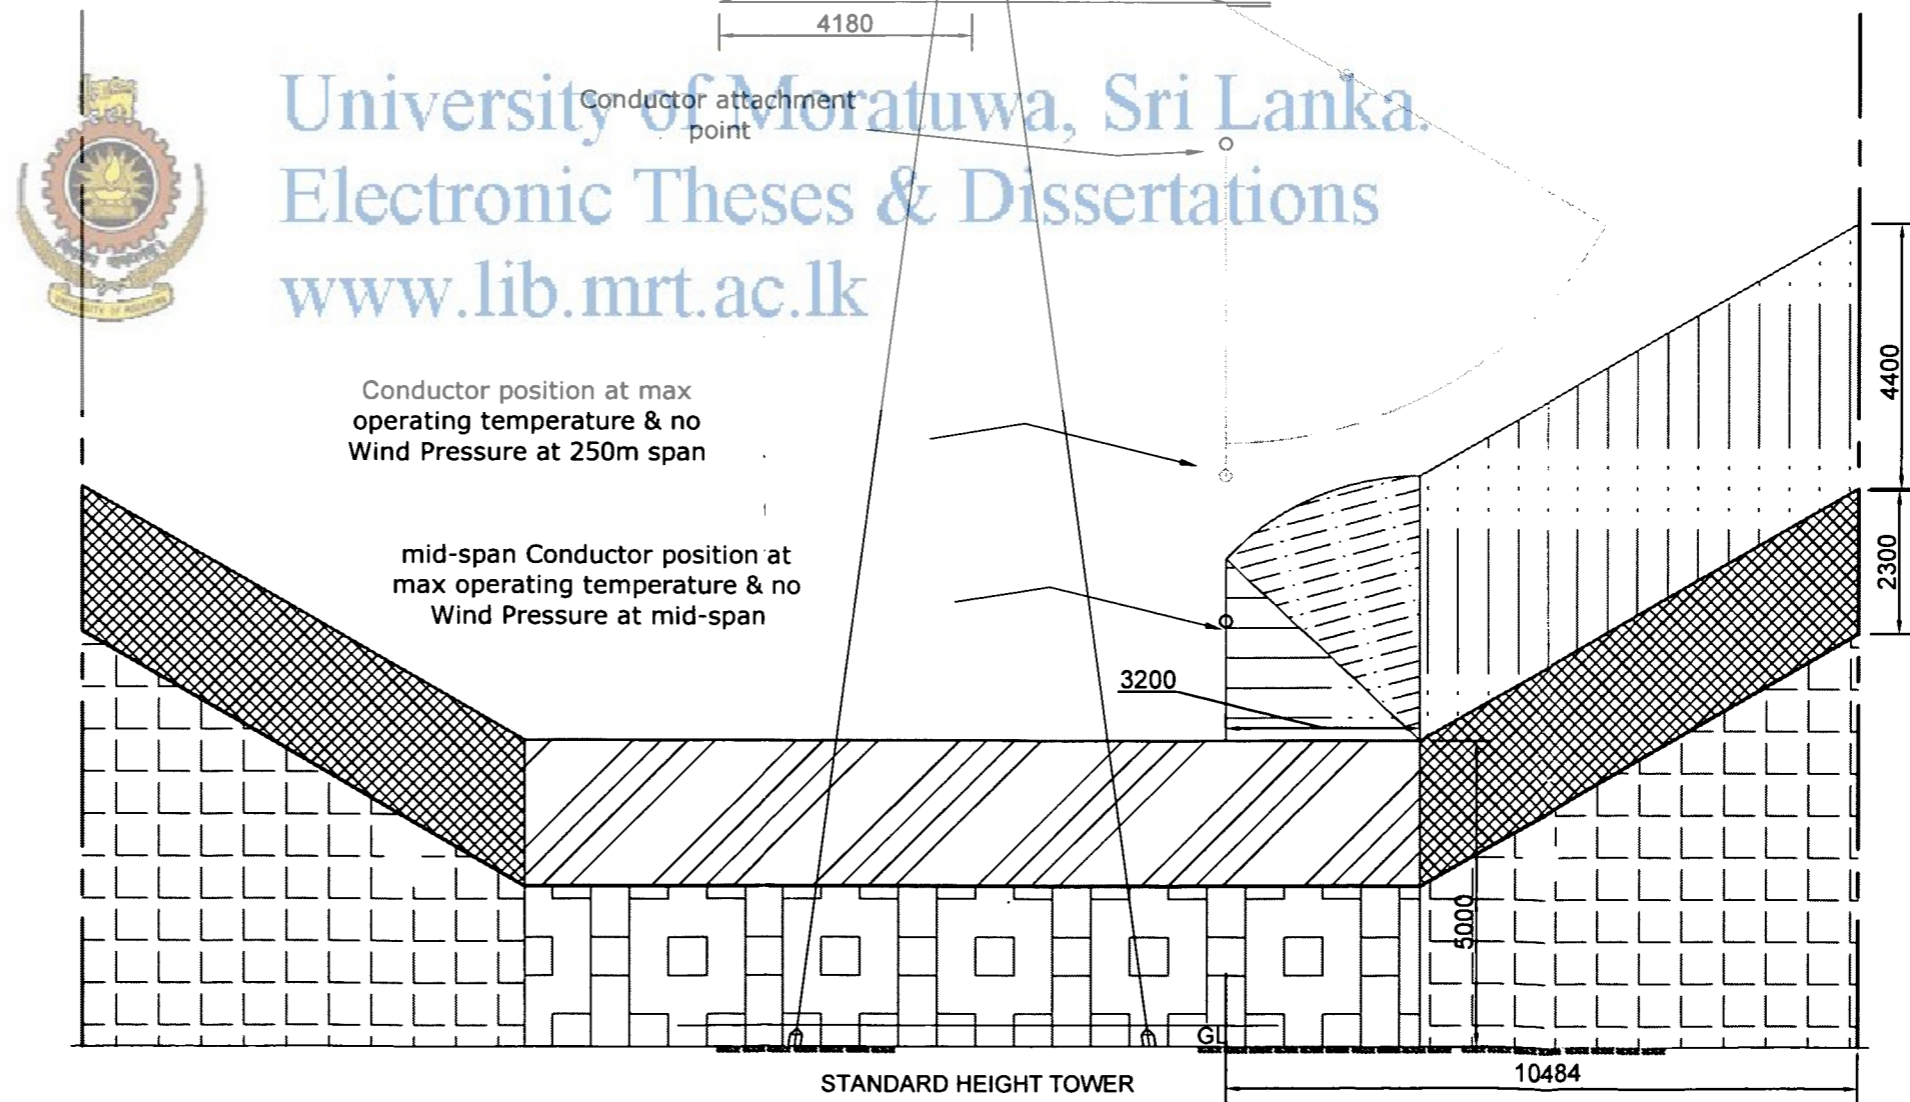 4180
University of Moratuwa, Sri Lanka.
Conductor attachment
point
Electronic Theses & Dissertations
www.lib.mrt.ac.lk
Conductor position at max
operating temperature & no
Wind Pressure at 250m span
4400
mid-span Conductor position at
max operating temperature & no
Wind Pressure at mid-span
2300
3200
5000
GL
STANDARD HEIGHT TOWER
10484